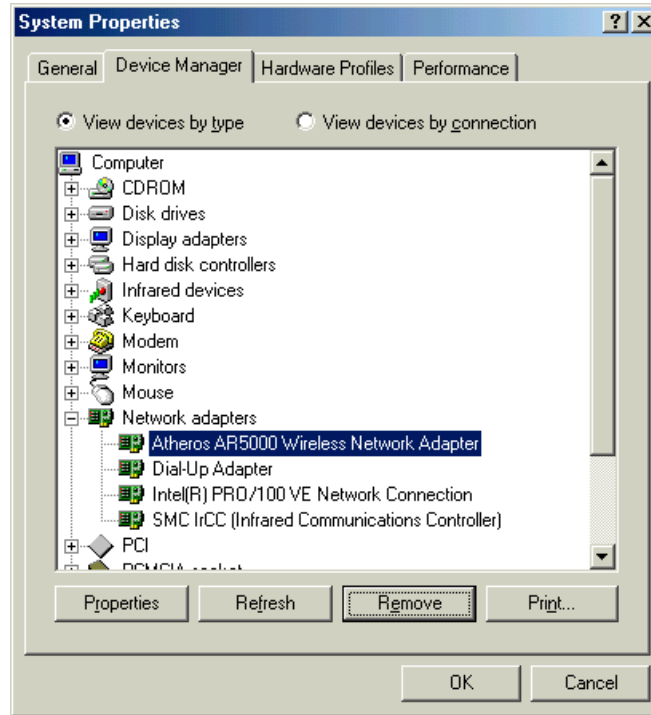 System Properties
General Device Manager Hardware Profiles Performance
View devices by type View devices by connection
Computer
CDROM
Disk drives
Display adapters
Hard disk controllers
Infrared devices
Keyboard
Modem
Monitors
Mouse
Network adapters
Atheros AR5000 Wireless Network Adapter
Dial-Up Adapter
Intel(R) PRO/100 VE Network Connection
SMC IrCC (Infrared Communications Controller)
PCI
PCMCIA socket
Properties Refresh Remove Print...
OK Cancel